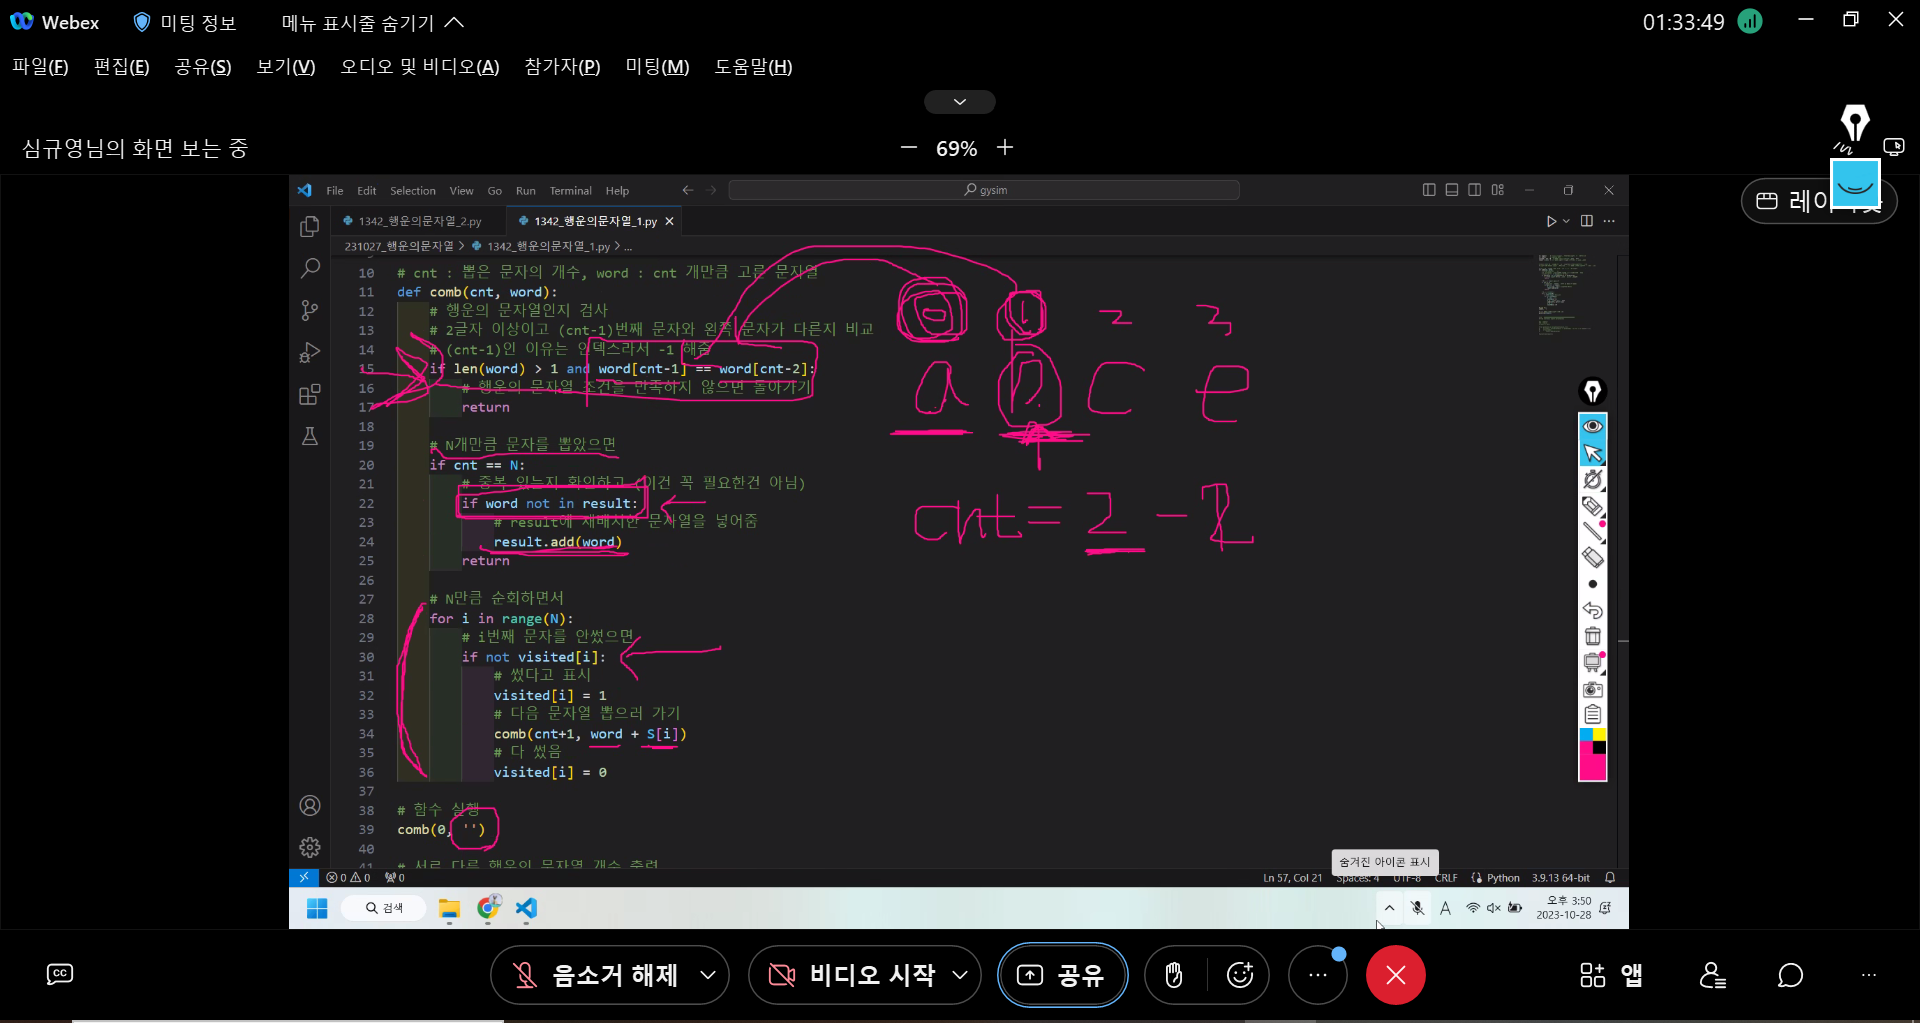 Webex 미팅 정보 메뉴 표시줄 숨기기 01:33:49
파일(F) 편집(E) 공유(S) 보기(V) 오디오 및 비디오(A) 참가자(P) 미팅(M) 도움말(H)
심규영님의 화면 보는 중
69%
File Edit Selection View Go Run Terminal Help
gysim
1342_행운의문자열_2.py
1342_행운의문자열_1.py
231027_행운의문자열 > 1342_행운의문자열_1.py > ...
10 # cnt : 뽑은 문자의 개수, word : cnt 개만큼 고른 문자열
11 def comb(cnt, word):
12 # 행운의 문자열인지 검사
13 # 2글자 이상이고 (cnt-1)번째 문자와 왼쪽 문자가 다른지 비교
14 # (cnt-1)인 이유는 인덱스라서 -1 해줌
15 if len(word) > 1 and word[cnt-1] == word[cnt-2]:
16 # 행운의 문자열 조건을 만족하지 않으면 돌아가기
17 return
18
19 # N개만큼 문자를 뽑았으면
20 if cnt == N:
21 # 중복 있는지 확인하고 (이건 꼭 필요한건 아님)
22 if word not in result:
23 # result에 재배치한 문자열을 넣어줌
24 result.add(word)
25 return
26
27 # N만큼 순회하면서
28 for i in range(N):
29 # i번째 문자를 안썼으면
30 if not visited[i]:
31 # 썼다고 표시
32 visited[i] = 1
33 # 다음 문자열 뽑으러 가기
34 comb(cnt+1, word + S[i])
35 # 다 썼음
36 visited[i] = 0
37
38 # 함수 실행
39 comb(0, '')
40
41 # 서로 다른 행운의 문자열 개수 출력
0 1 2 3
a b c e
cnt = 2 -
숨겨진 아이콘 표시
0 0 0
Ln 57, Col 21 Spaces: 4 UTF-8 CRLF Python 3.9.13 64-bit
검색
A
오후 3:50
2023-10-28
CC 음소거 해제 비디오 시작 공유 앱